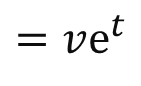 = 𝑣e^𝑡